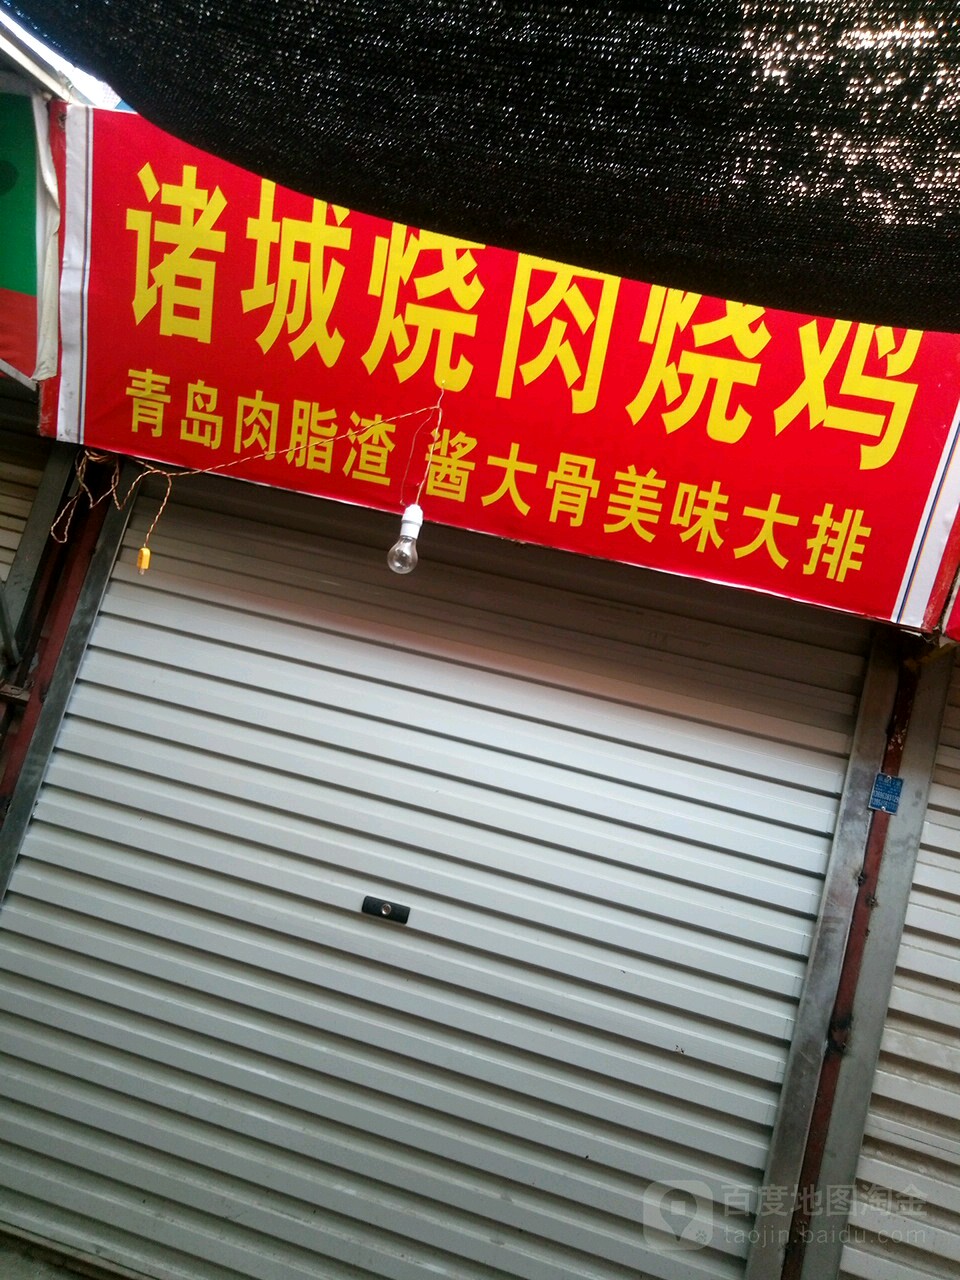 诸城烧肉烧鸡
青岛肉脂渣 酱大骨美味大排
百度地图淘金
taojin.baidu.com